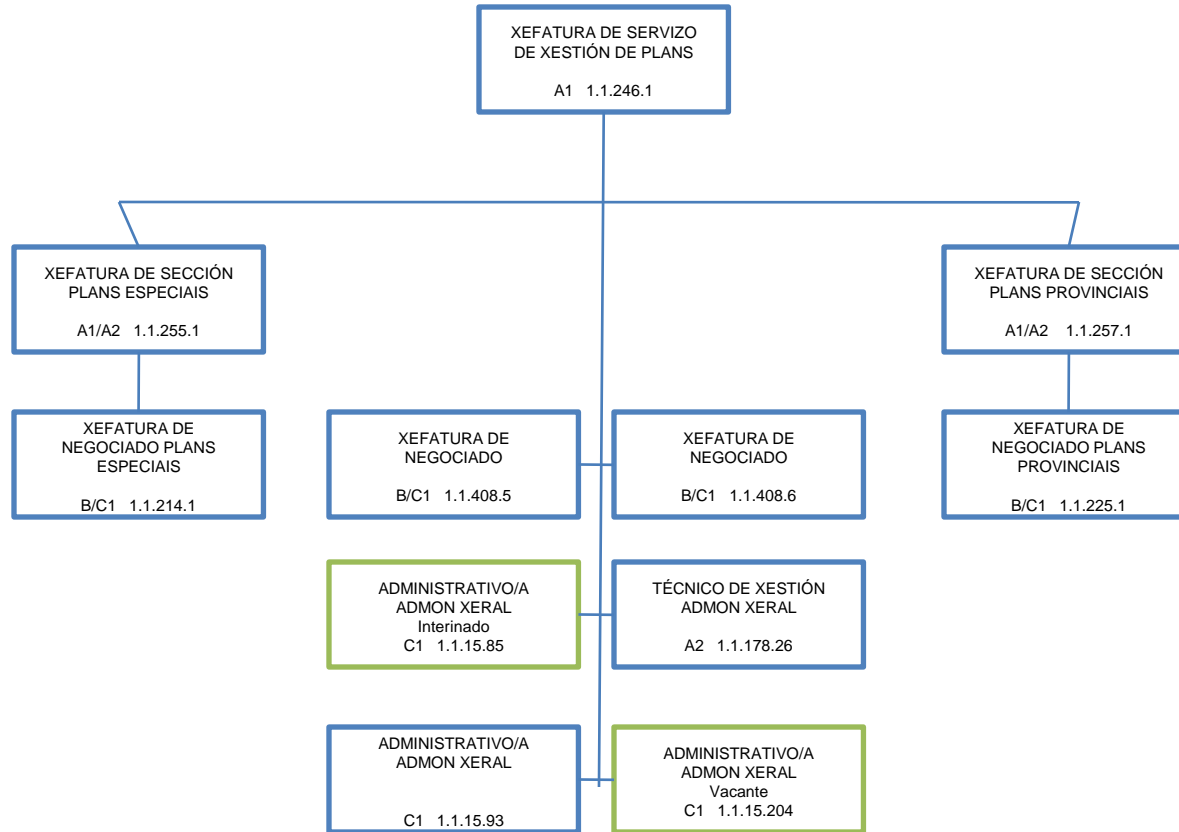 XEFATURA DE SERVIZO
DE XESTIÓN DE PLANS
A1 1.1.246.1
XEFATURA DE SECCIÓN
PLANS ESPECIAIS
A1/A2 1.1.255.1
XEFATURA DE SECCIÓN
PLANS PROVINCIAIS
A1/A2 1.1.257.1
XEFATURA DE
NEGOCIADO PLANS
ESPECIAIS
B/C1 1.1.214.1
XEFATURA DE
NEGOCIADO
B/C1 1.1.408.5
XEFATURA DE
NEGOCIADO
B/C1 1.1.408.6
XEFATURA DE
NEGOCIADO PLANS
PROVINCIAIS
B/C1 1.1.225.1
ADMINISTRATIVO/A
ADMON XERAL
Interinado
C1 1.1.15.85
TÉCNICO DE XESTIÓN
ADMON XERAL
A2 1.1.178.26
ADMINISTRATIVO/A
ADMON XERAL
C1 1.1.15.93
ADMINISTRATIVO/A
ADMON XERAL
Vacante
C1 1.1.15.204